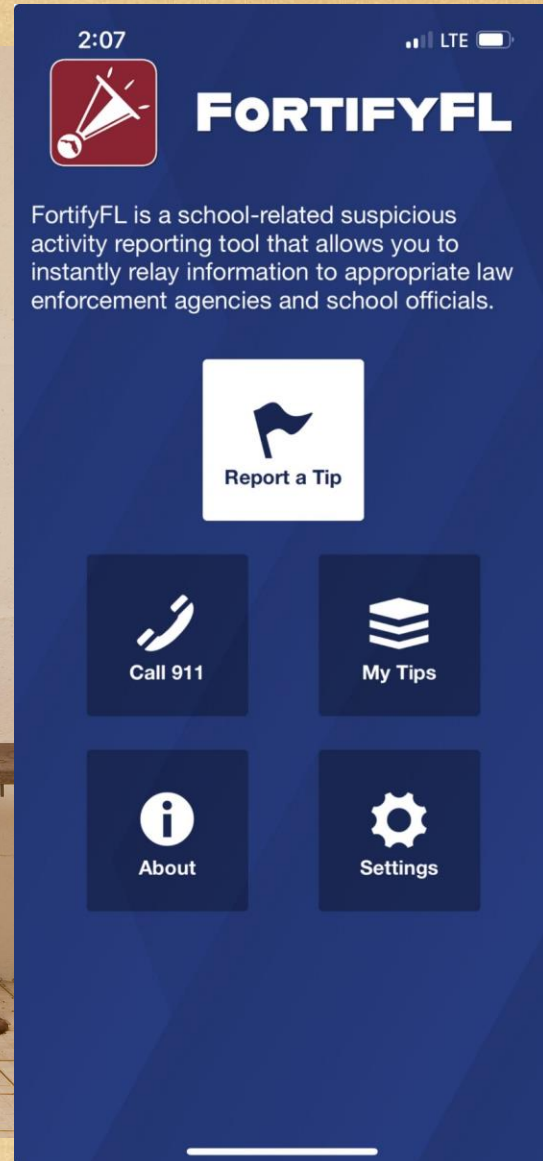 2:07
LTE
FORTIFYFL
FortifyFL is a school-related suspicious
activity reporting tool that allows you to
instantly relay information to appropriate law
enforcement agencies and school officials.
Report a Tip
Call 911
My Tips
About
Settings